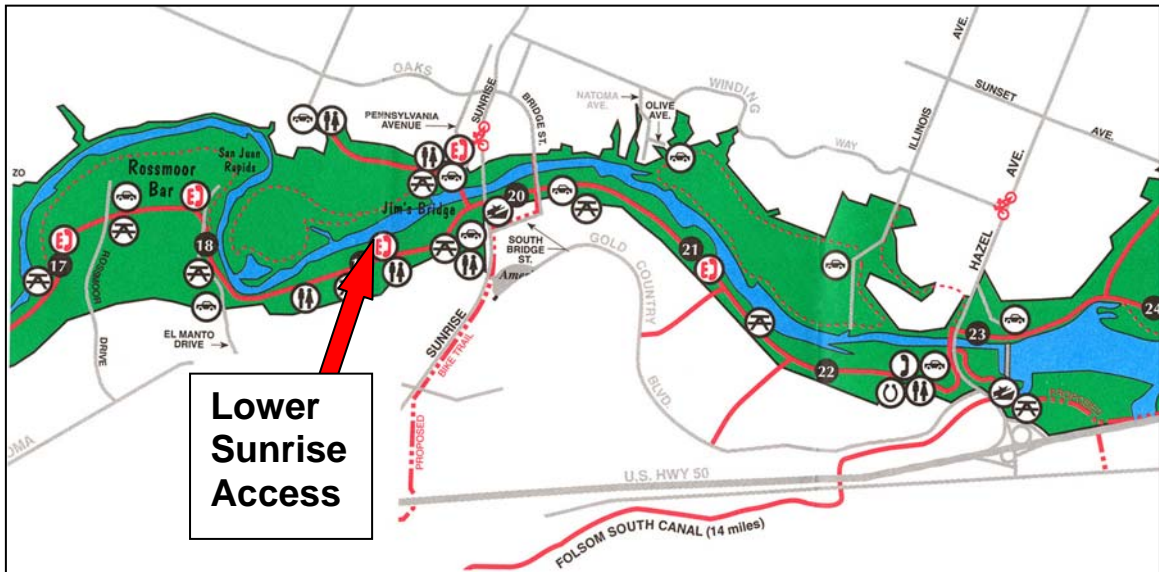 OAKS
PENNSYLVANIA
AVENUE
SUNRISE
BRIDGE ST.
NATOMA
AVE.
OLIVE
AVE.
WINDING
WAY
ILLINOIS
AVE.
SUNSET
AVE.
HAZEL
AVE.
ZO
San Juan
Rapids
Rossmoor
Bar
Jim's Bridge
17
18
20
21
22
23
24
ROSSMOOR
DRIVE
EL MANTO
DRIVE
SOUTH
BRIDGE
ST.
GOLD
COUNTRY
BLVD.
SUNRISE
BIKE TRAIL
PROPOSED
OMA
U.S. HWY 50
FOLSOM SOUTH CANAL (14 miles)
Lower
Sunrise
Access